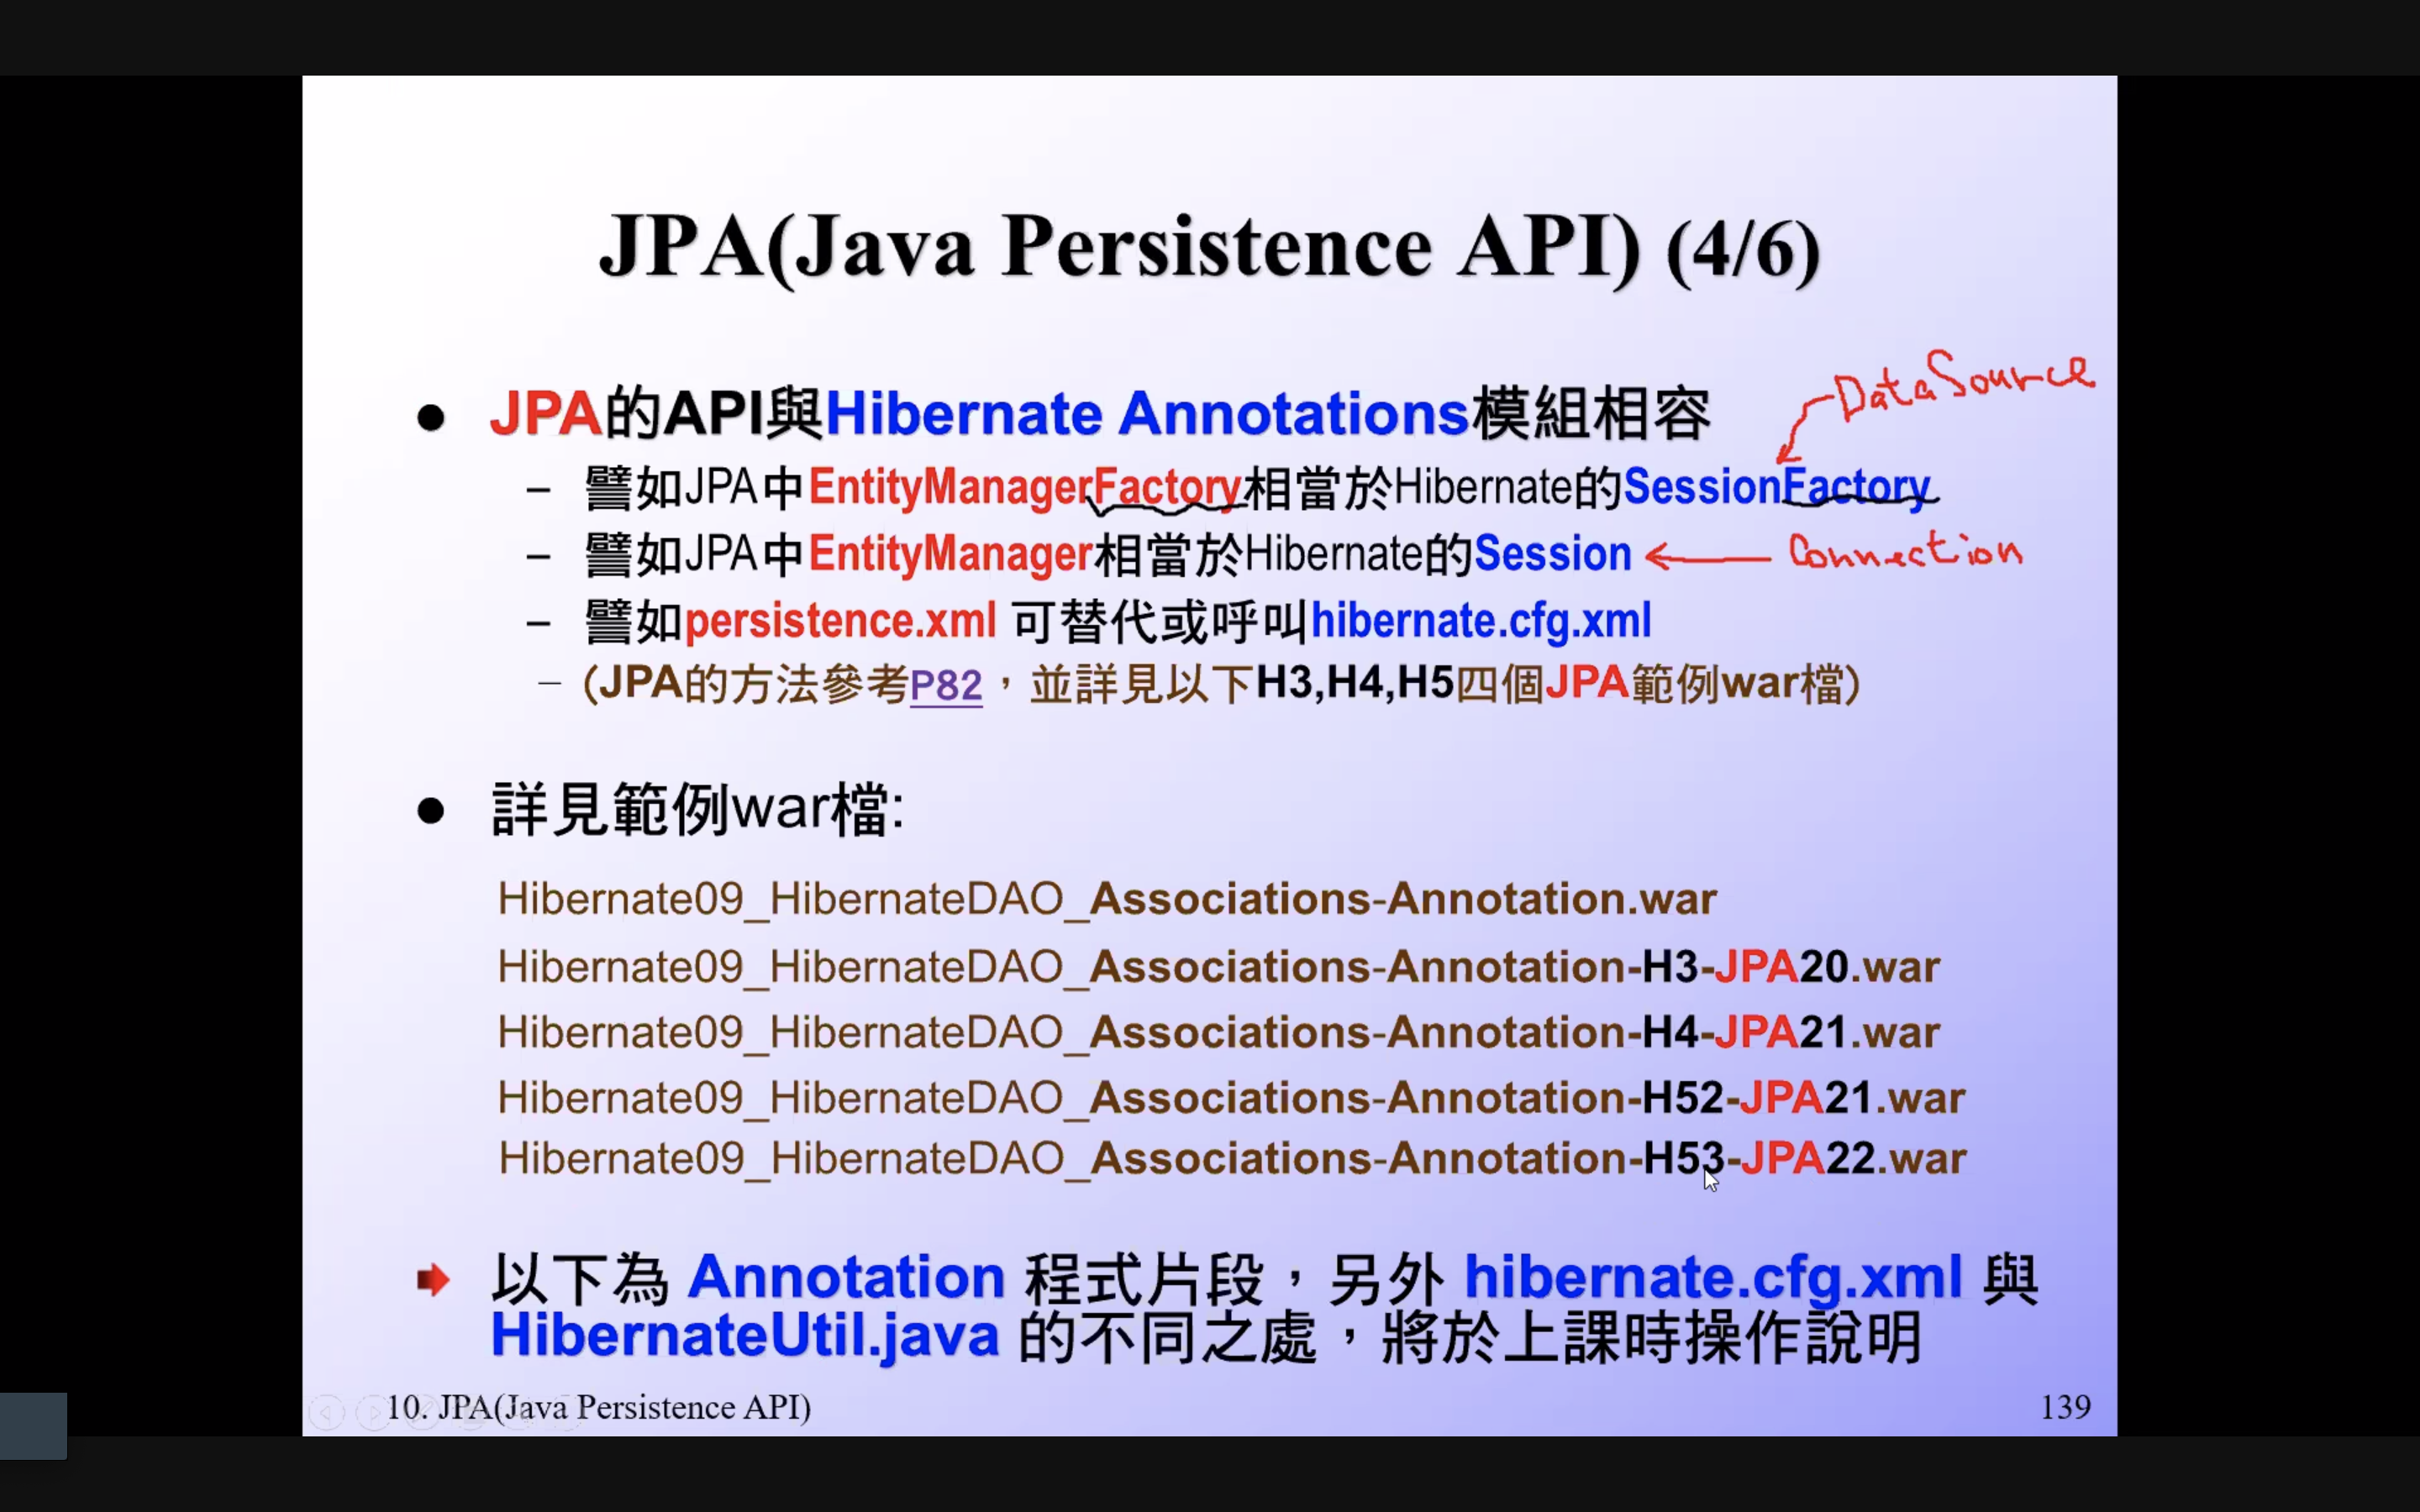 JPA(Java Persistence API) (4/6)
DataSource
● JPA的API與Hibernate Annotations模組相容
– 譬如JPA中EntityManagerFactory相當於Hibernate的SessionFactory
– 譬如JPA中EntityManager相當於Hibernate的Session ← Connection
– 譬如persistence.xml 可替代或呼叫hibernate.cfg.xml
– (JPA的方法參考P82，並詳見以下H3,H4,H5四個JPA範例war檔)
● 詳見範例war檔:
Hibernate09_HibernateDAO_Associations-Annotation.war
Hibernate09_HibernateDAO_Associations-Annotation-H3-JPA20.war
Hibernate09_HibernateDAO_Associations-Annotation-H4-JPA21.war
Hibernate09_HibernateDAO_Associations-Annotation-H52-JPA21.war
Hibernate09_HibernateDAO_Associations-Annotation-H53-JPA22.war
以下為 Annotation 程式片段，另外 hibernate.cfg.xml 與
HibernateUtil.java 的不同之處，將於上課時操作說明
10. JPA(Java Persistence API)
139